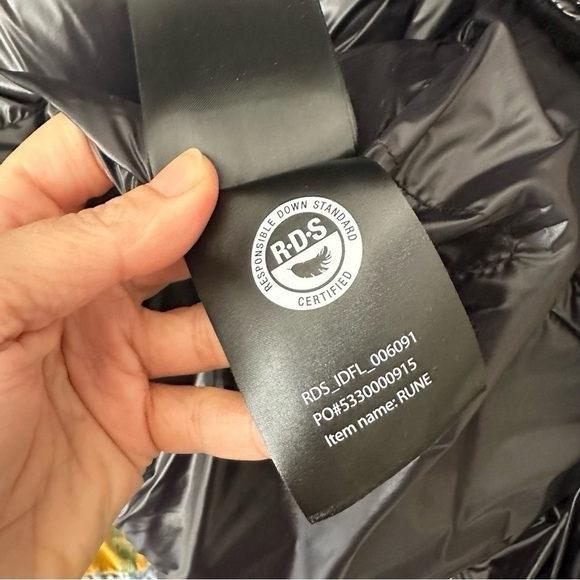 RESPONSIBLE DOWN STANDARD
R·D·S
CERTIFIED
RDS_IDFL_006091
PO#5330000915
Item name: RUNE